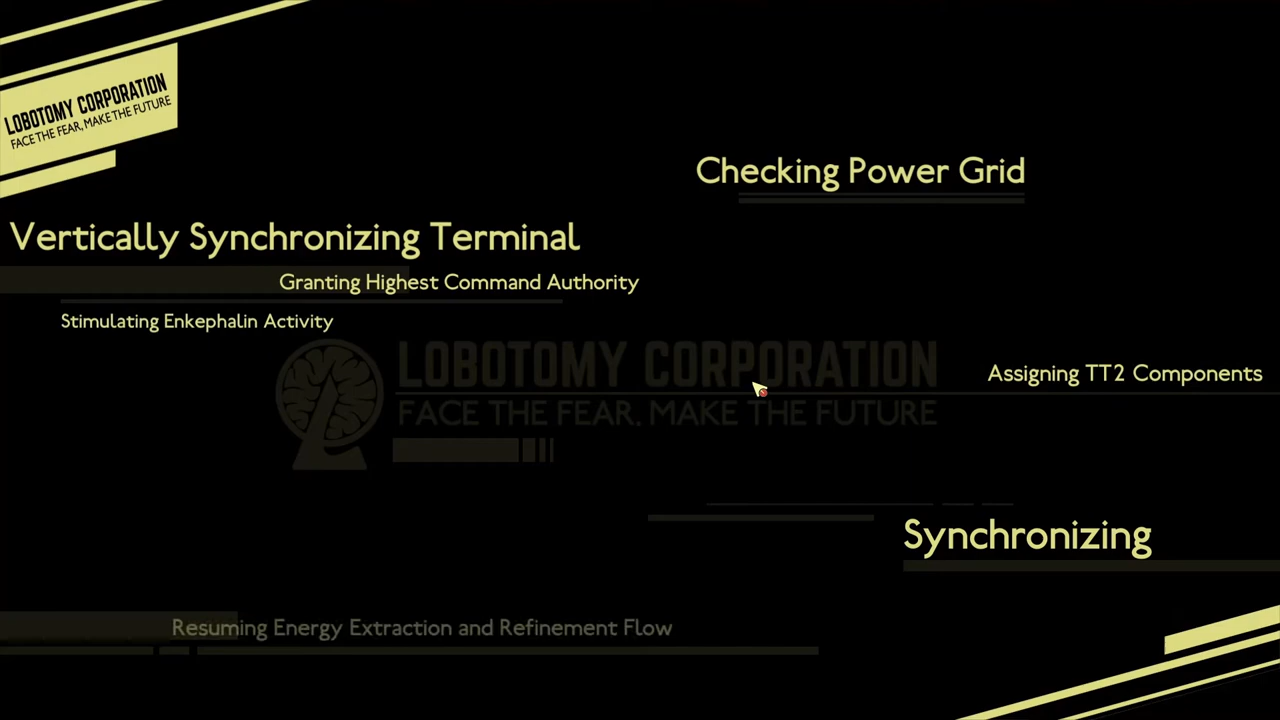 LOBOTOMY CORPORATION
FACE THE FEAR, MAKE THE FUTURE
Checking Power Grid
Vertically Synchronizing Terminal
Granting Highest Command Authority
Stimulating Enkephalin Activity
LOBOTOMY CORPORATION
FACE THE FEAR, MAKE THE FUTURE
Assigning TT2 Components
Synchronizing
Resuming Energy Extraction and Refinement Flow